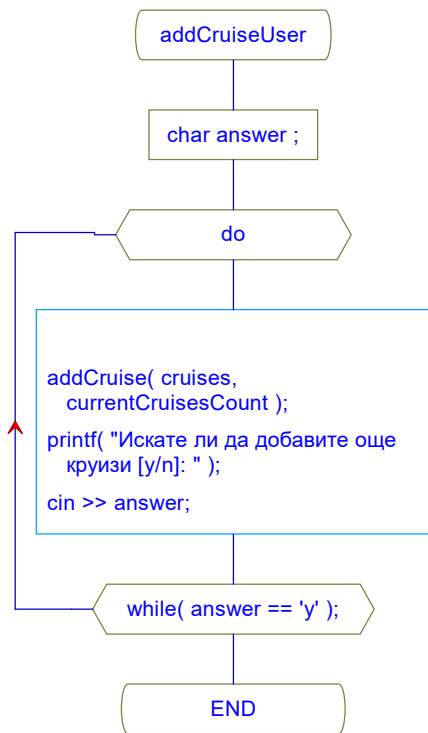 addCruiseUser
char answer ;
do
addCruise( cruises,
currentCruisesCount );
printf( "Искате ли да добавите още
круизи [y/n]: " );
cin >> answer;
while( answer == 'y' );
END